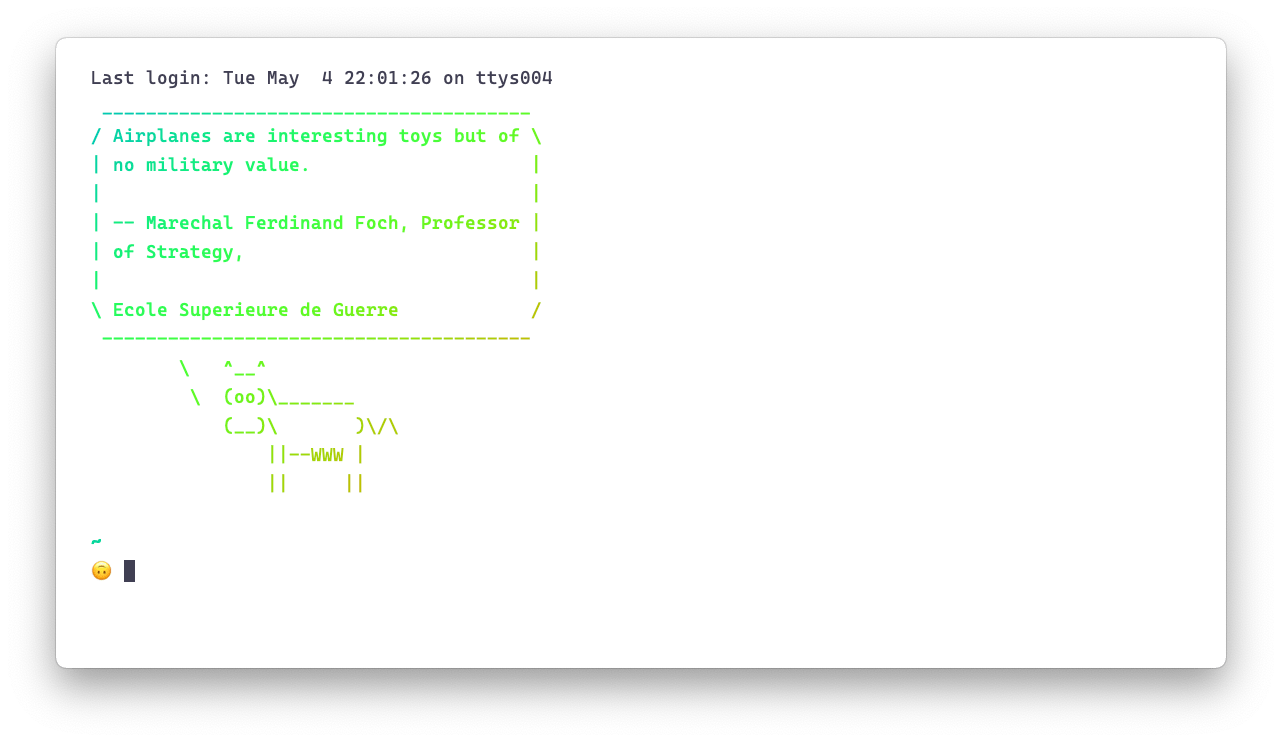 Last login: Tue May  4 22:01:26 on ttys004
 _______________________________________
/ Airplanes are interesting toys but of \
| no military value.                    |
|                                       |
| -- Marechal Ferdinand Foch, Professor |
| of Strategy,                          |
|                                       |
\ Ecole Superieure de Guerre            /
 ---------------------------------------
        \   ^__^
         \  (oo)\_______
            (__)\       )\/\
                ||--WWW |
                ||     ||
~
🙃